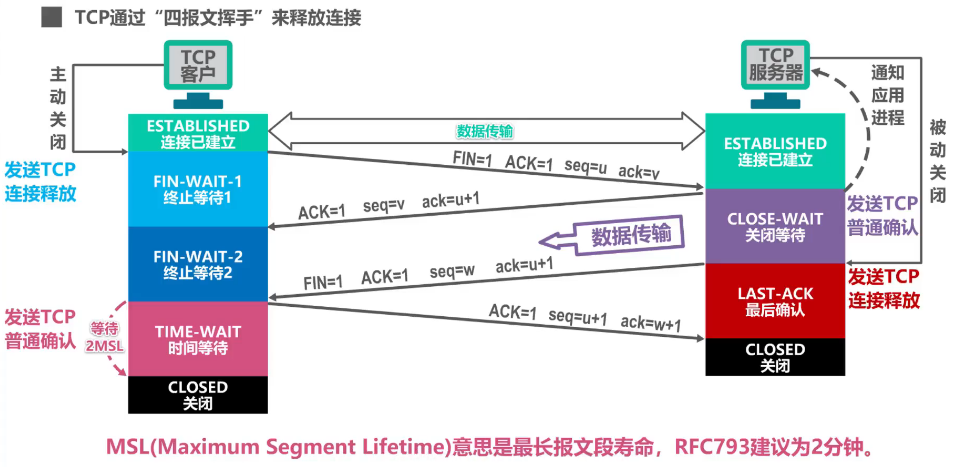 TCP通过“四报文挥手”来释放连接
TCP
客户
TCP
服务器
主动关闭
通知
应用
进程
被动关闭
ESTABLISHED
连接已建立
数据传输
ESTABLISHED
连接已建立
发送TCP
连接释放
FIN=1 ACK=1 seq=u ack=v
FIN-WAIT-1
终止等待1
ACK=1 seq=v ack=u+1
CLOSE-WAIT
关闭等待
发送TCP
普通确认
数据传输
FIN-WAIT-2
终止等待2
FIN=1 ACK=1 seq=w ack=u+1
LAST-ACK
最后确认
发送TCP
连接释放
发送TCP
普通确认
等待
2MSL
TIME-WAIT
时间等待
ACK=1 seq=u+1 ack=w+1
CLOSED
关闭
CLOSED
关闭
MSL(Maximum Segment Lifetime)意思是最长报文段寿命，RFC793建议为2分钟。